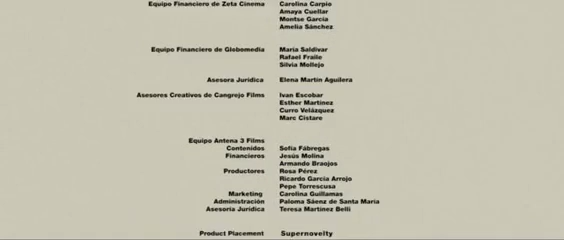 Equipo Financiero de Zeta Cinema Carolina Carpio
Amaya Cuellar
Montse García
Amelia Sánchez
Equipo Financiero de Globomedia María Saldivar
Rafael Fraile
Silvia Mollejo
Asesora Jurídica Elena Martín Aguilera
Asesores Creativos de Cangrejo Films Ivan Escobar
Esther Martínez
Curro Velázquez
Marc Cistare
Equipo Antena 3 Films
Contenidos Sofía Fábregas
Financieros Jesús Molina
Armando Braojos
Productores Rosa Pérez
Ricardo García Arrojo
Pepe Torrescusa
Marketing Carolina Guillamas
Administración Paloma Sáenz de Santa María
Asesoría Jurídica Teresa Martínez Belli
Product Placement Supernovelty